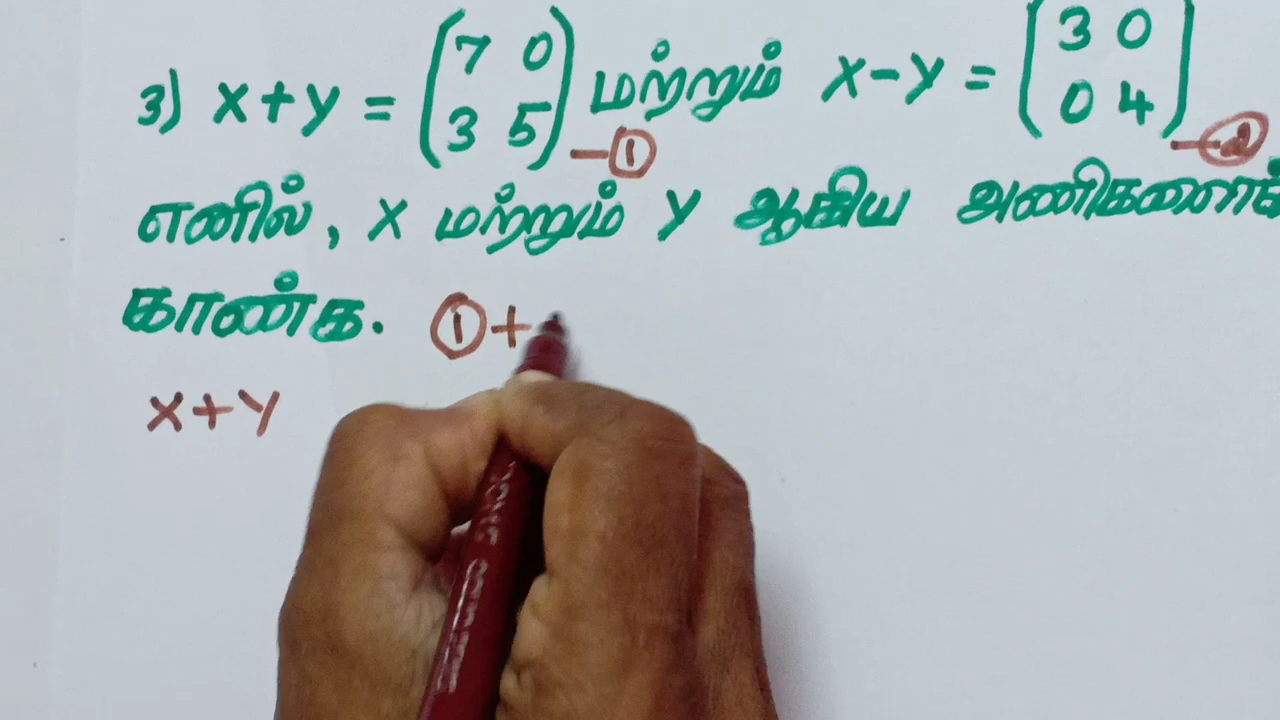 3) X+Y = (7 0 3 5) —① மற்றும் X-Y = (3 0 0 4) —②
எனில், X மற்றும் Y ஆகிய அணிகளைக்
காண்க. ①+
X+Y